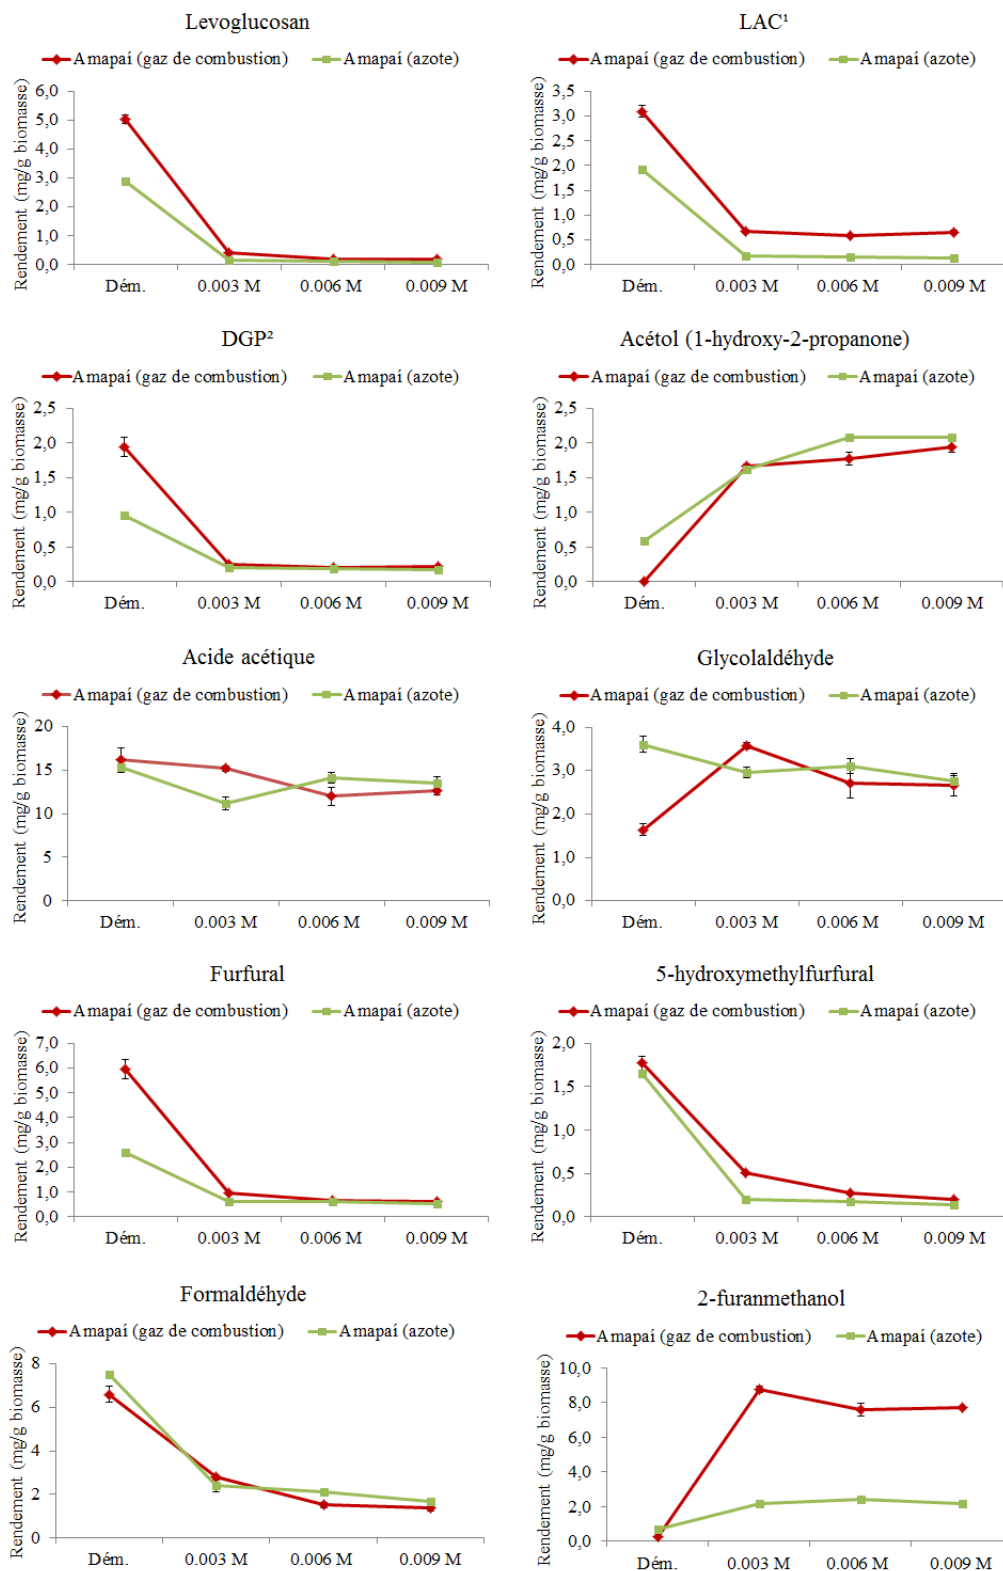 Levoglucosan
Amapaí (gaz de combustion) Amapaí (azote)
Rendement (mg/g biomasse)
6,0
5,0
4,0
3,0
2,0
1,0
0,0
Dém. 0.003 M 0.006 M 0.009 M
LAC¹
Amapaí (gaz de combustion) Amapaí (azote)
Rendement (mg/g biomasse)
3,5
3,0
2,5
2,0
1,5
1,0
0,5
0,0
Dém. 0.003 M 0.006 M 0.009 M
DGP²
Amapaí (gaz de combustion) Amapaí (azote)
Rendement (mg/g biomasse)
2,5
2,0
1,5
1,0
0,5
0,0
Dém. 0.003 M 0.006 M 0.009 M
Acétol (1-hydroxy-2-propanone)
Amapaí (gaz de combustion) Amapaí (azote)
Rendement (mg/g biomasse)
2,5
2,0
1,5
1,0
0,5
0,0
Dém. 0.003 M 0.006 M 0.009 M
Acide acétique
Amapaí (gaz de combustion) Amapaí (azote)
Rendement (mg/g biomasse)
20
15
10
5
0
Dém. 0.003 M 0.006 M 0.009 M
Glycolaldéhyde
Amapaí (gaz de combustion) Amapaí (azote)
Rendement (mg/g biomasse)
4,0
3,0
2,0
1,0
0,0
Dém. 0.003 M 0.006 M 0.009 M
Furfural
Amapaí (gaz de combustion) Amapaí (azote)
Rendement (mg/g biomasse)
7,0
6,0
5,0
4,0
3,0
2,0
1,0
0,0
Dém. 0.003 M 0.006 M 0.009 M
5-hydroxymethylfurfural
Amapaí (gaz de combustion) Amapaí (azote)
Rendement (mg/g biomasse)
2,0
1,5
1,0
0,5
0,0
Dém. 0.003 M 0.006 M 0.009 M
Formaldéhyde
Amapaí (gaz de combustion) Amapaí (azote)
Rendement (mg/g biomasse)
8
6
4
2
0
Dém. 0.003 M 0.006 M 0.009 M
2-furanmethanol
Amapaí (gaz de combustion) Amapaí (azote)
Rendement (mg/g biomasse)
10,0
8,0
6,0
4,0
2,0
0,0
Dém. 0.003 M 0.006 M 0.009 M